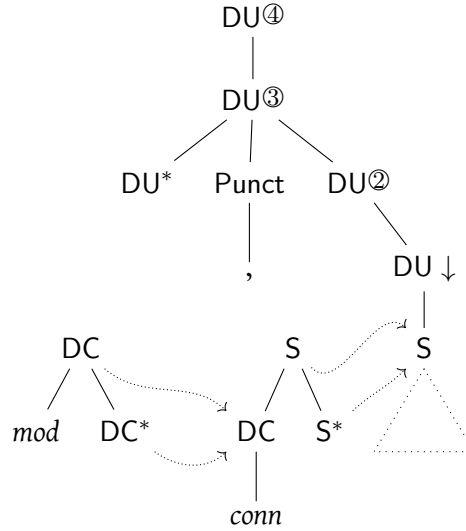 DU④
DU③
DU* Punct DU②
, DU ↓
DC S S
mod DC* DC S*
conn